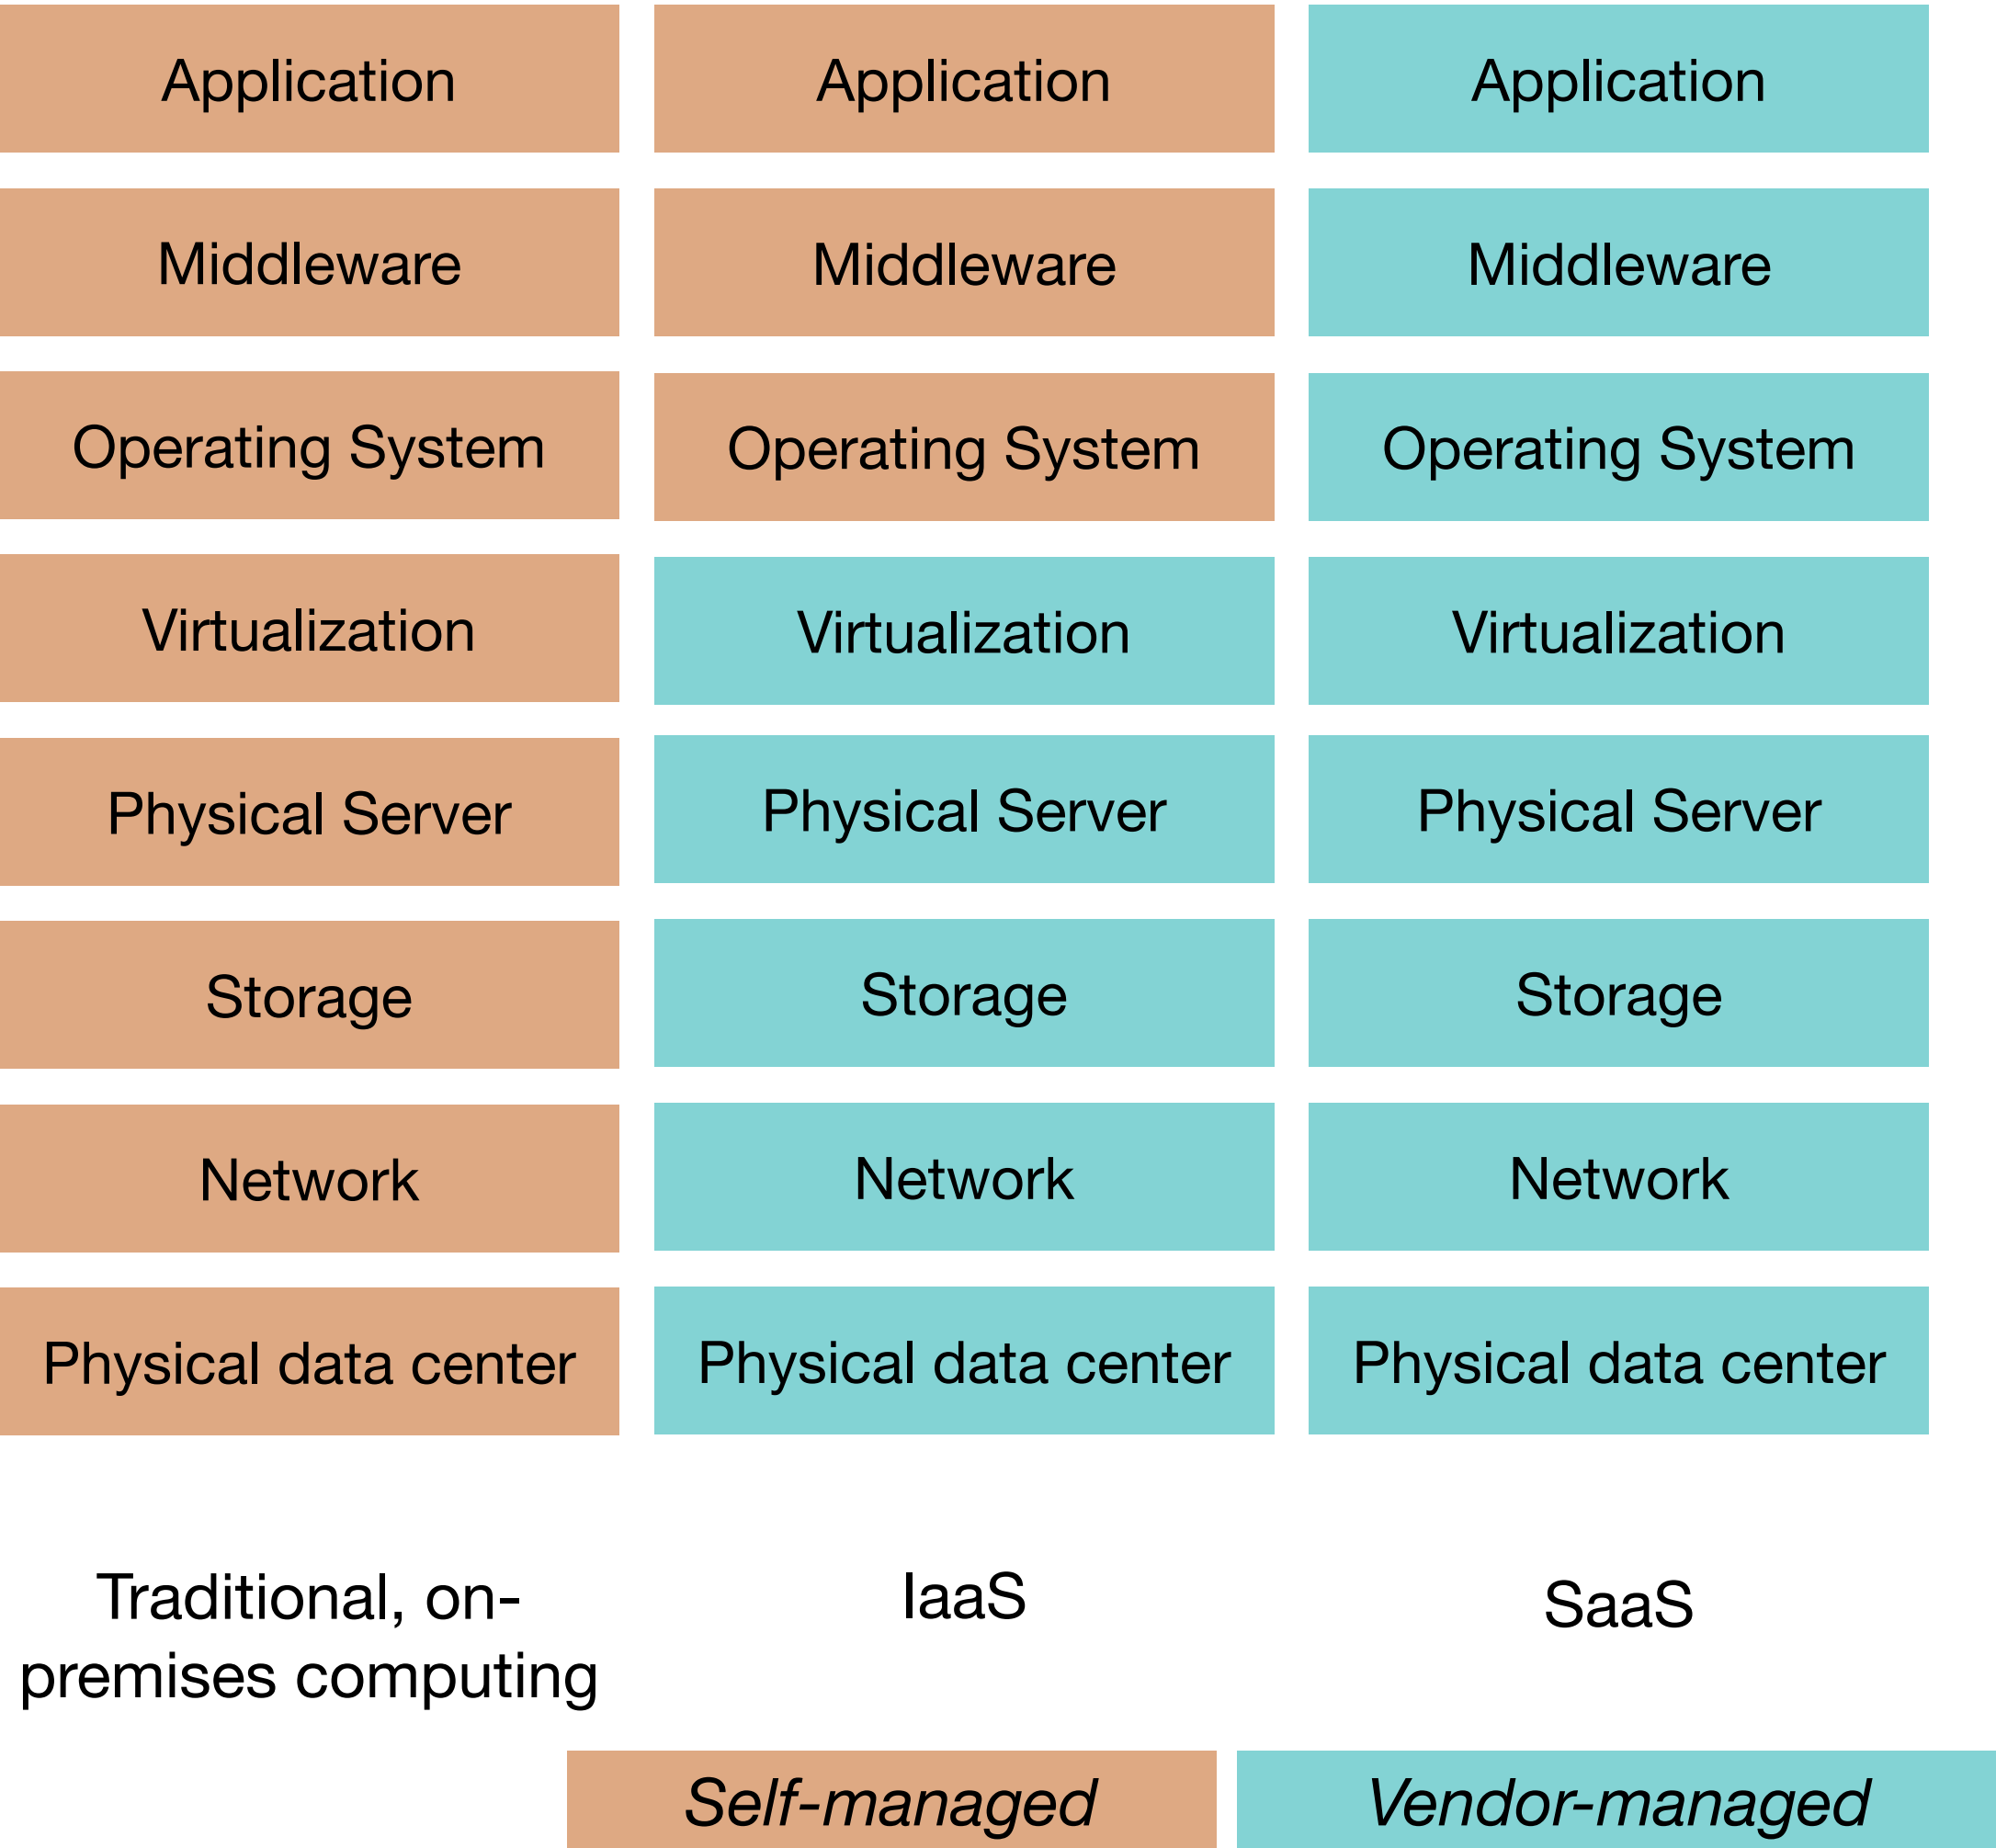 Application
Application
Application
Middleware
Middleware
Middleware
Operating System
Operating System
Operating System
Virtualization
Virtualization
Virtualization
Physical Server
Physical Server
Physical Server
Storage
Storage
Storage
Network
Network
Network
Physical data center
Physical data center
Physical data center
Traditional, on-
premises computing
IaaS
SaaS
Self-managed
Vendor-managed